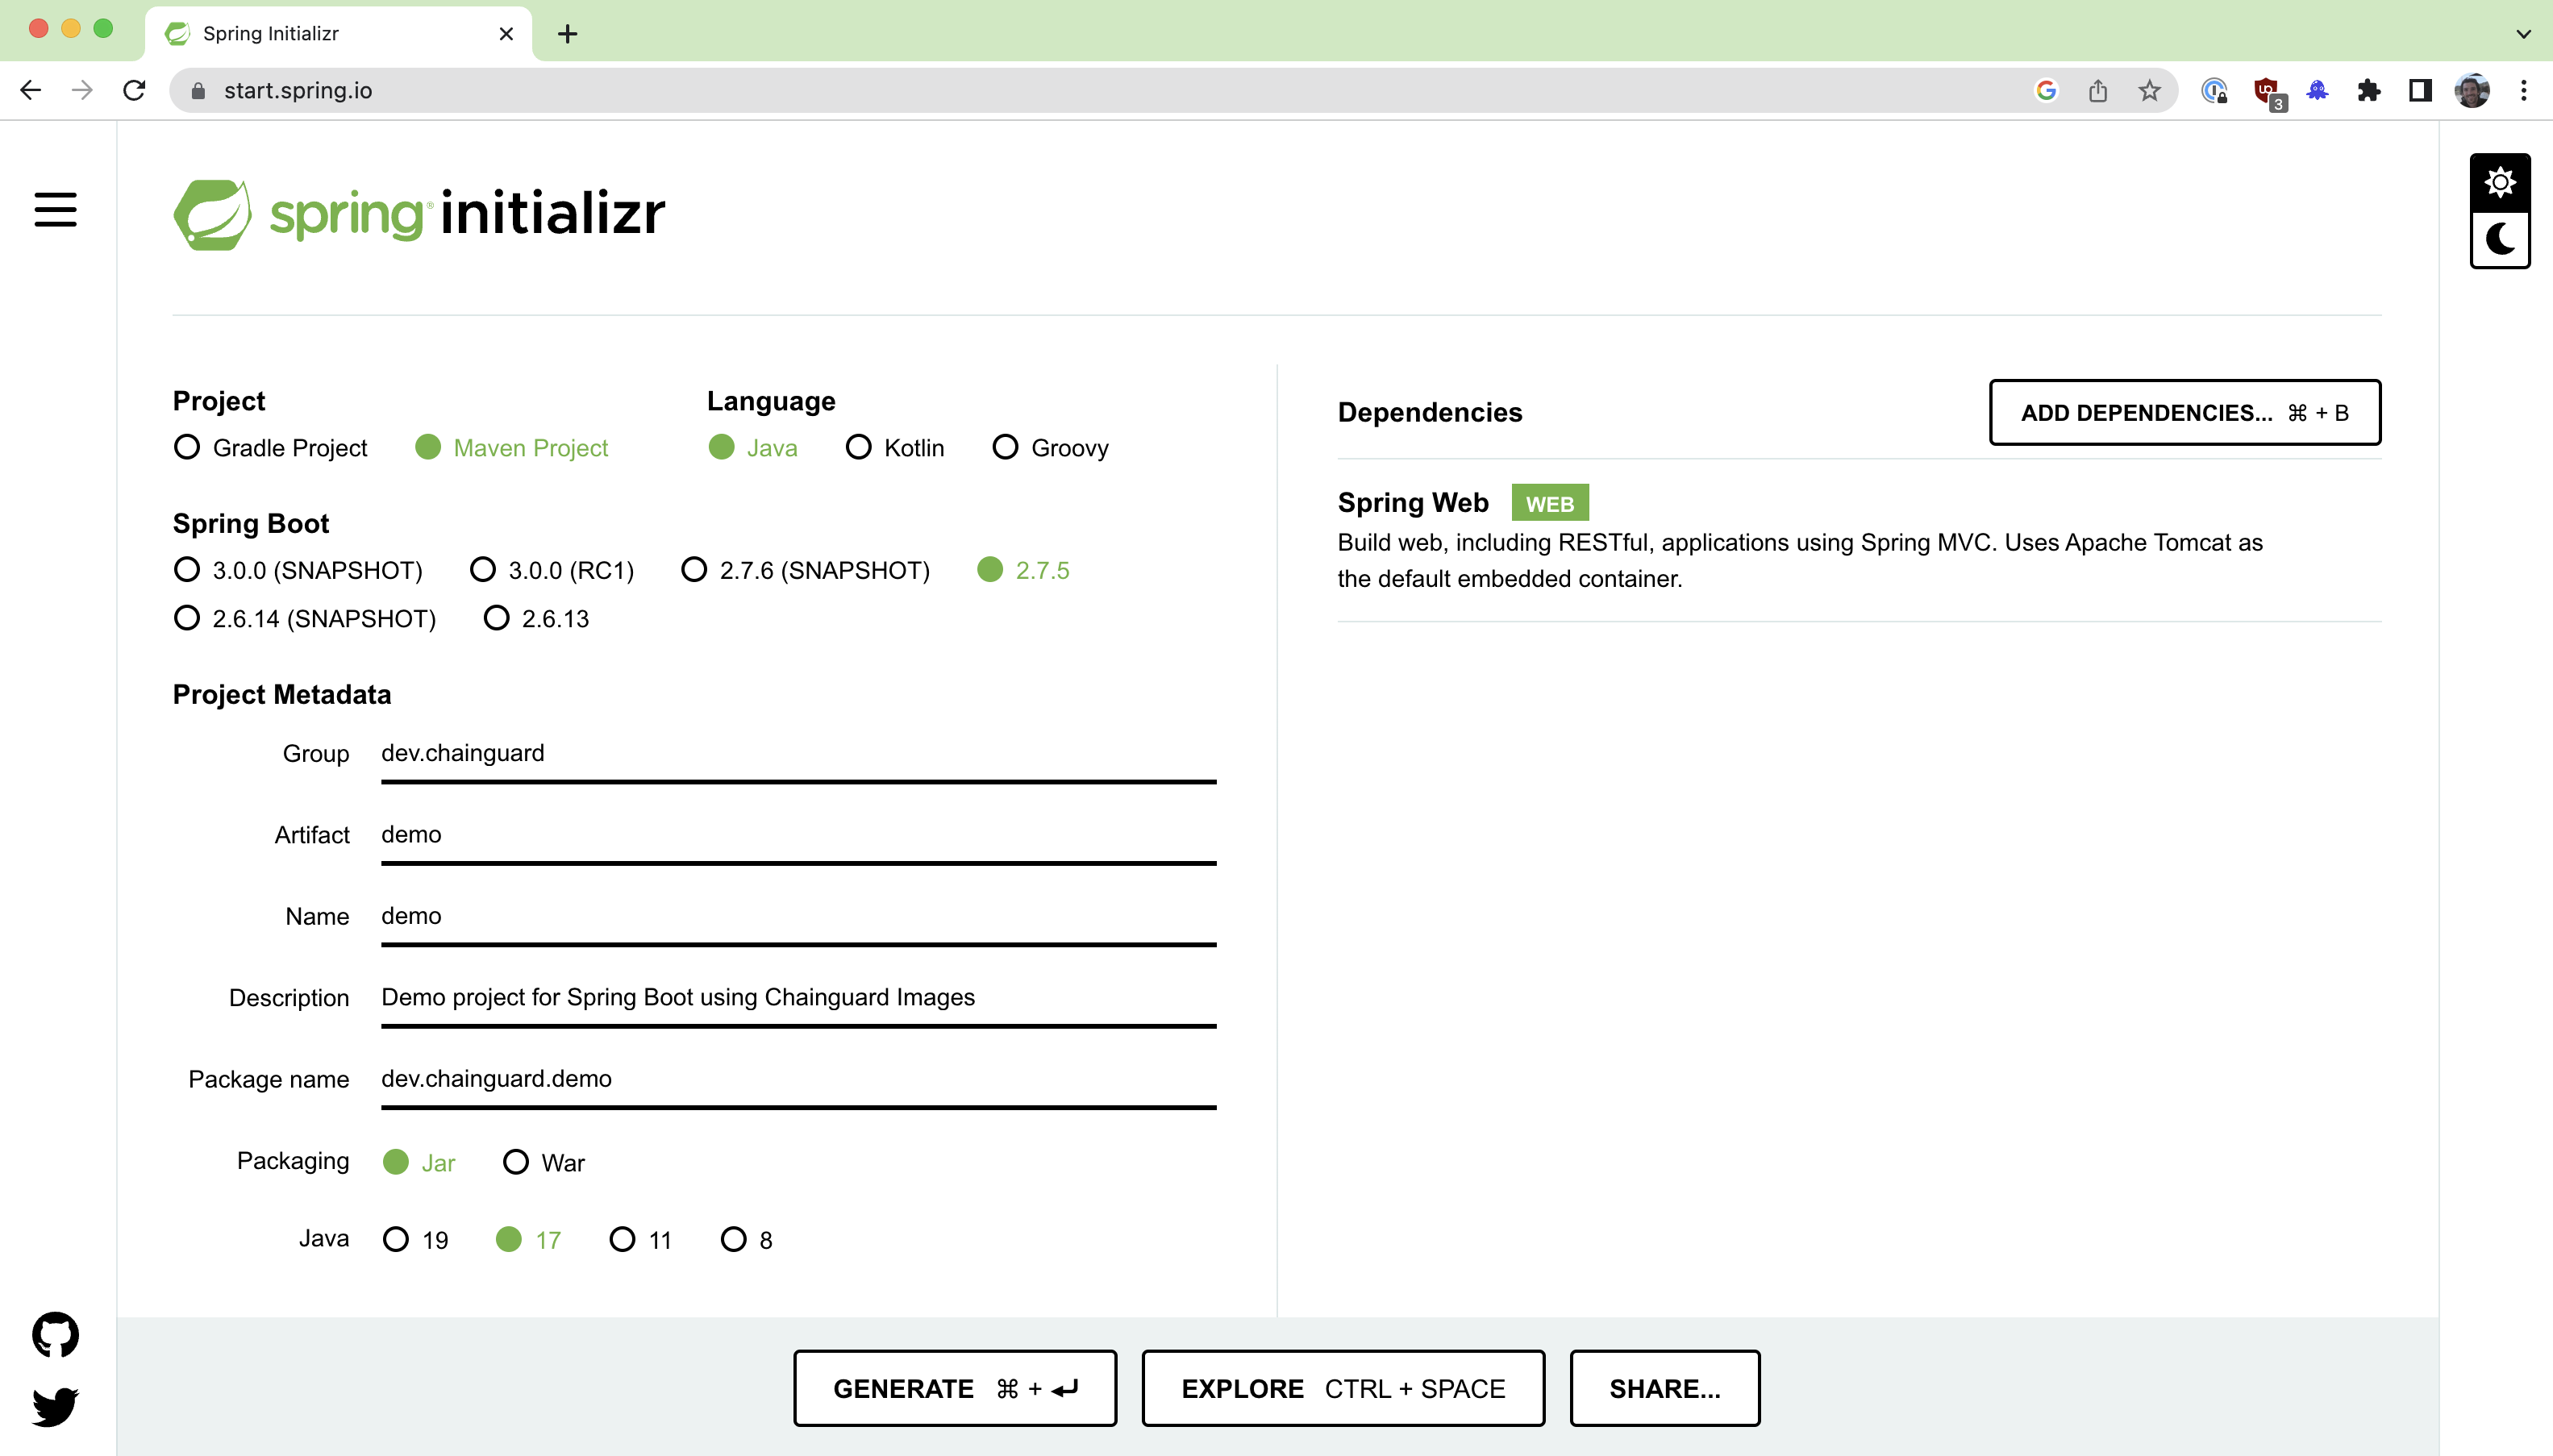 Spring Initializr
start.spring.io
3
spring® initializr
Project
Gradle Project Maven Project
Language
Java Kotlin Groovy
Spring Boot
3.0.0 (SNAPSHOT) 3.0.0 (RC1) 2.7.6 (SNAPSHOT) 2.7.5
2.6.14 (SNAPSHOT) 2.6.13
Project Metadata
Group dev.chainguard
Artifact demo
Name demo
Description Demo project for Spring Boot using Chainguard Images
Package name dev.chainguard.demo
Packaging Jar War
Java 19 17 11 8
Dependencies
ADD DEPENDENCIES... ⌘ + B
Spring Web WEB
Build web, including RESTful, applications using Spring MVC. Uses Apache Tomcat as
the default embedded container.
GENERATE ⌘ + ⏎
EXPLORE CTRL + SPACE
SHARE...